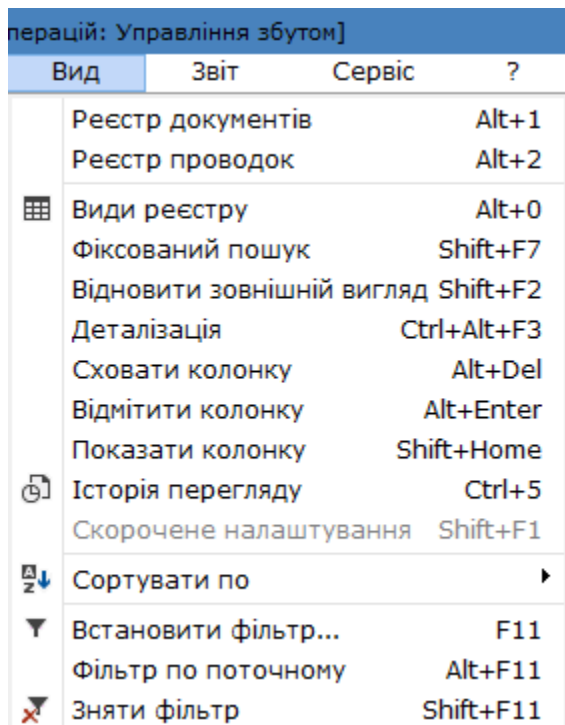 перацій: Управління збутом]
Вид Звіт Сервіс ?
Реєстр документів Alt+1
Реєстр проводок Alt+2
Види реєстру Alt+0
Фіксований пошук Shift+F7
Відновити зовнішній вигляд Shift+F2
Деталізація Ctrl+Alt+F3
Сховати колонку Alt+Del
Відмітити колонку Alt+Enter
Показати колонку Shift+Home
Історія перегляду Ctrl+5
Скорочене налаштування Shift+F1
Сортувати по
Встановити фільтр... F11
Фільтр по поточному Alt+F11
Зняти фільтр Shift+F11